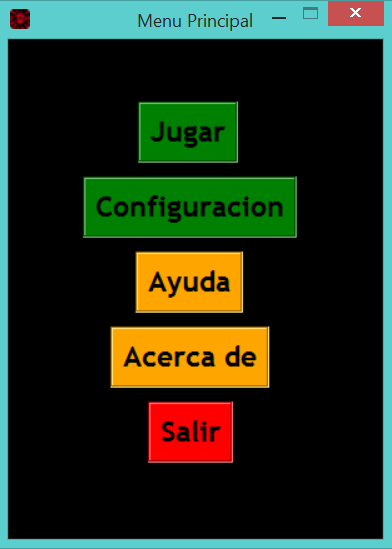 Menu Principal
Jugar
Configuracion
Ayuda
Acerca de
Salir